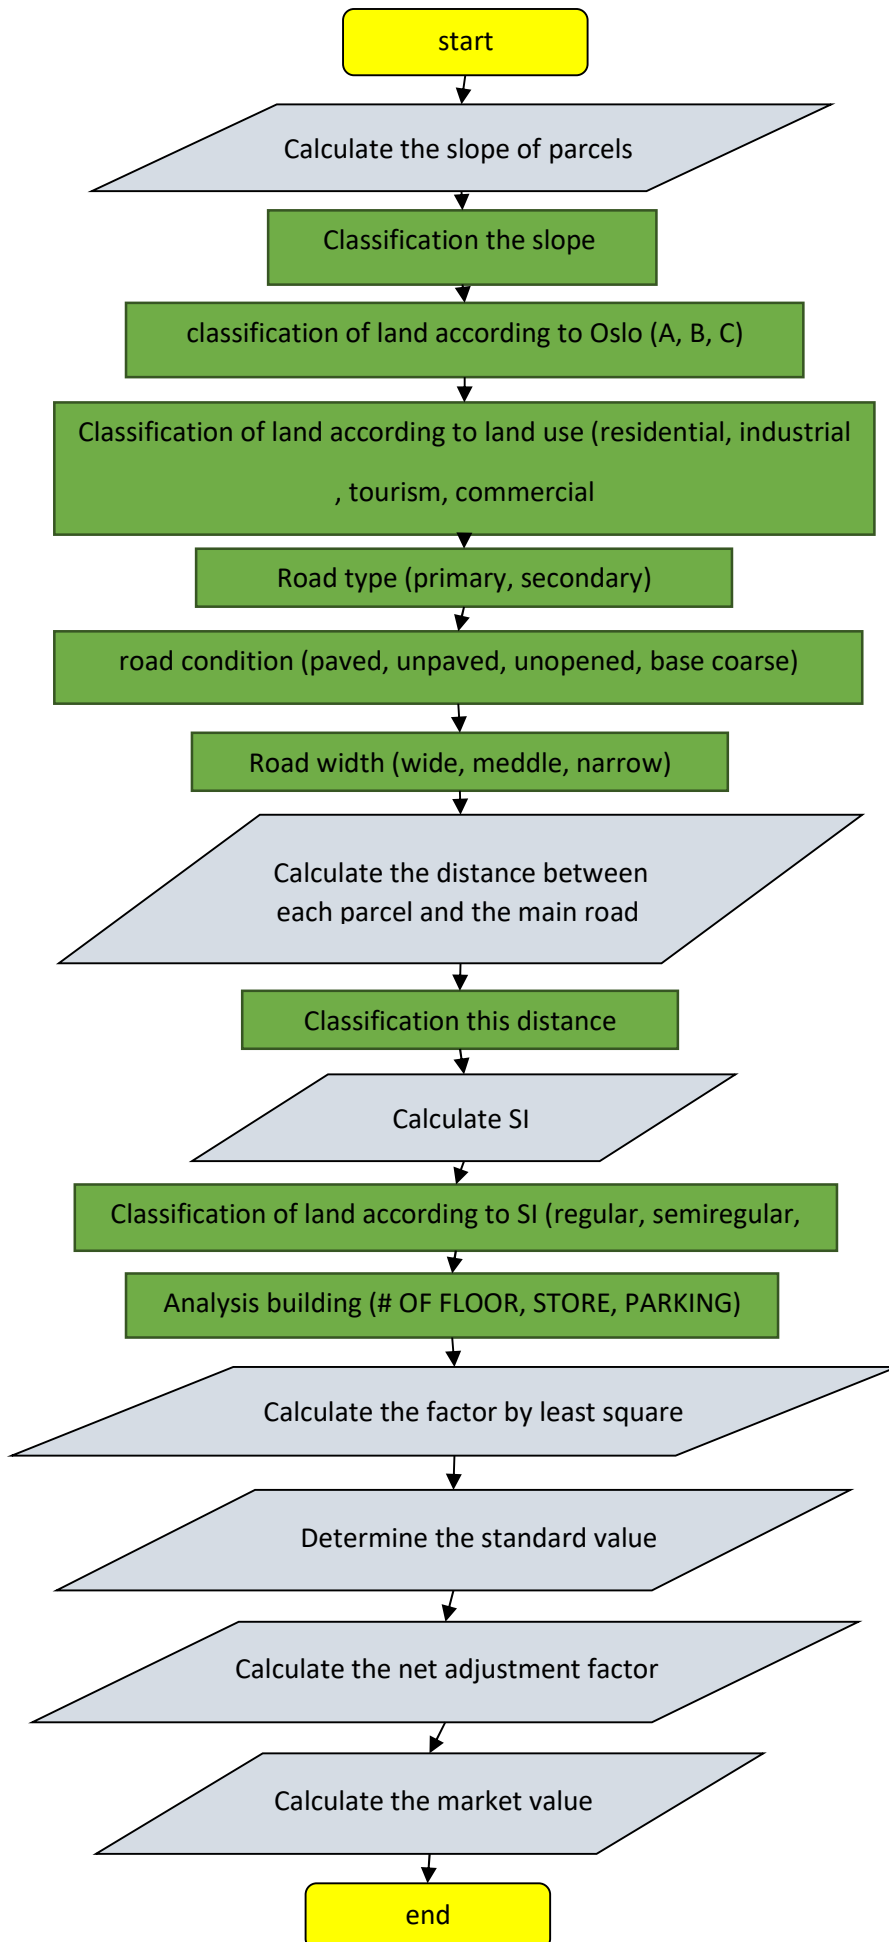 start
Calculate the slope of parcels
Classification the slope
classification of land according to Oslo (A, B, C)
Classification of land according to land use (residential, industrial
, tourism, commercial
Road type (primary, secondary)
road condition (paved, unpaved, unopened, base coarse)
Road width (wide, meddle, narrow)
Calculate the distance between
each parcel and the main road
Classification this distance
Calculate SI
Classification of land according to SI (regular, semiregular,
Analysis building (# OF FLOOR, STORE, PARKING)
Calculate the factor by least square
Determine the standard value
Calculate the net adjustment factor
Calculate the market value
end